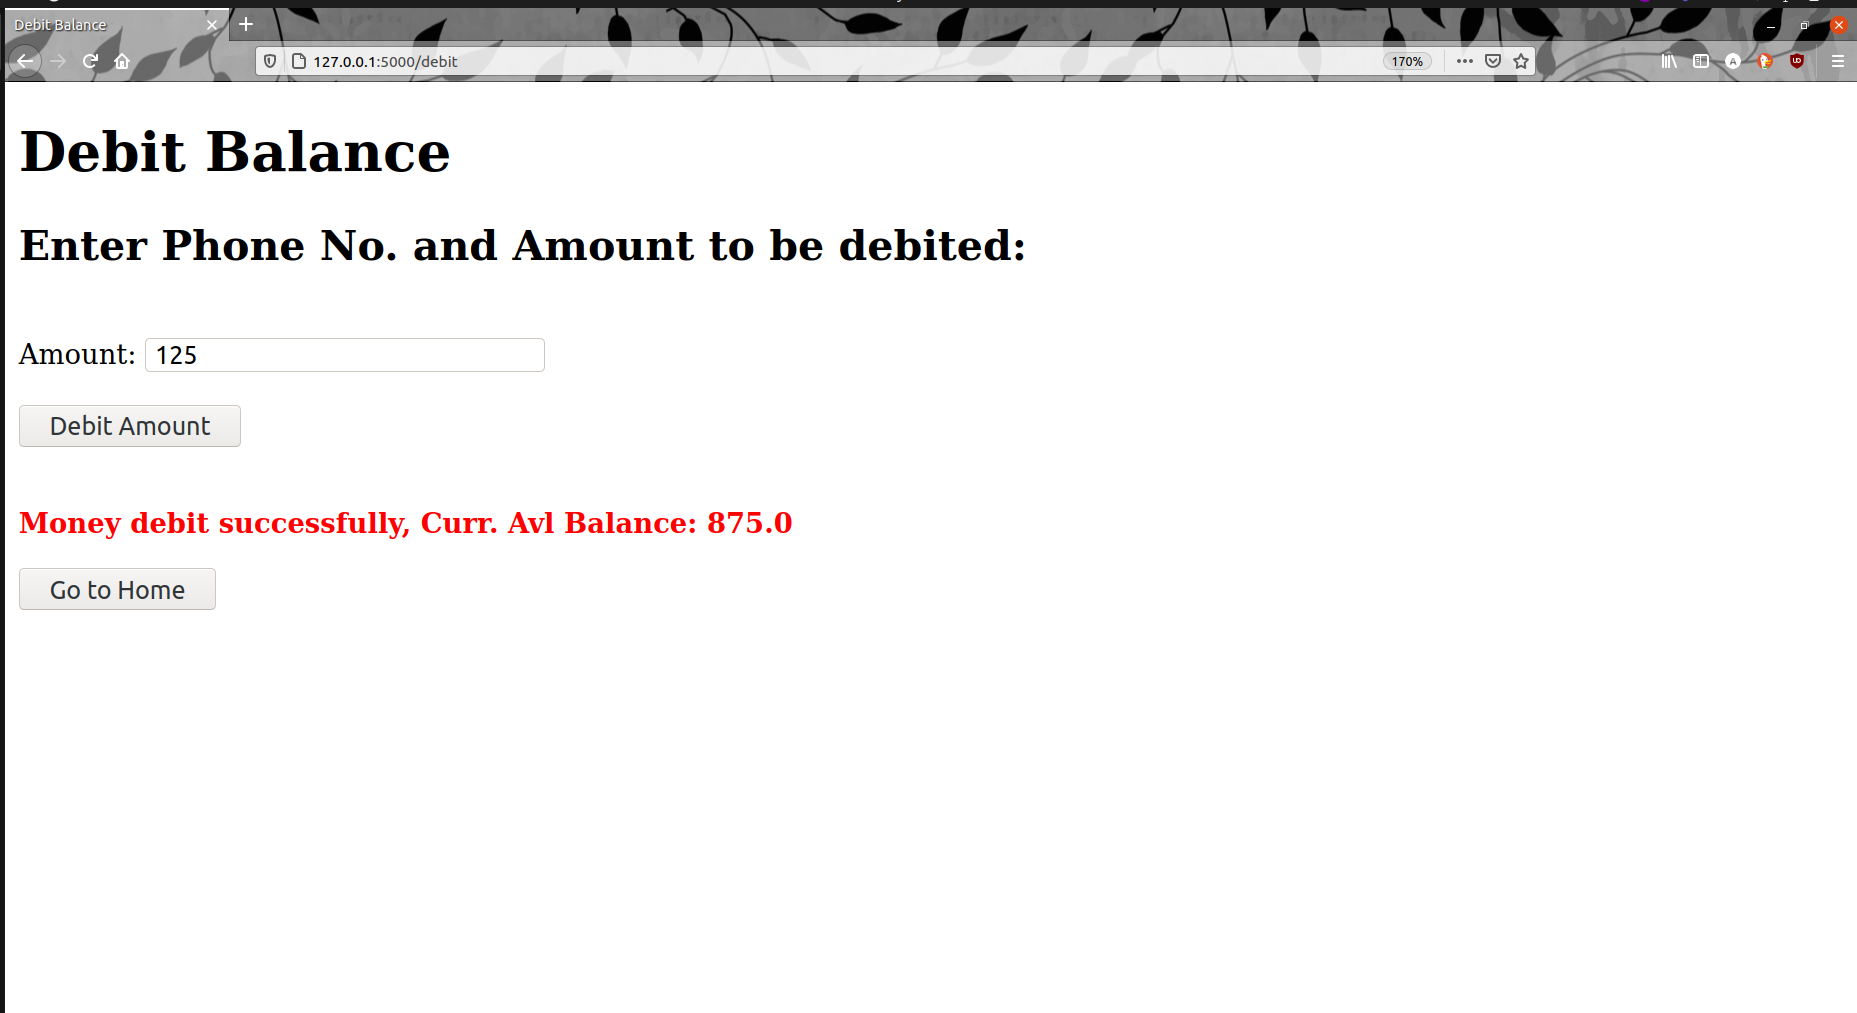 Debit Balance
127.0.0.1:5000/debit
170%
Debit Balance
Enter Phone No. and Amount to be debited:
Amount: 125
Debit Amount
Money debit successfully, Curr. Avl Balance: 875.0
Go to Home